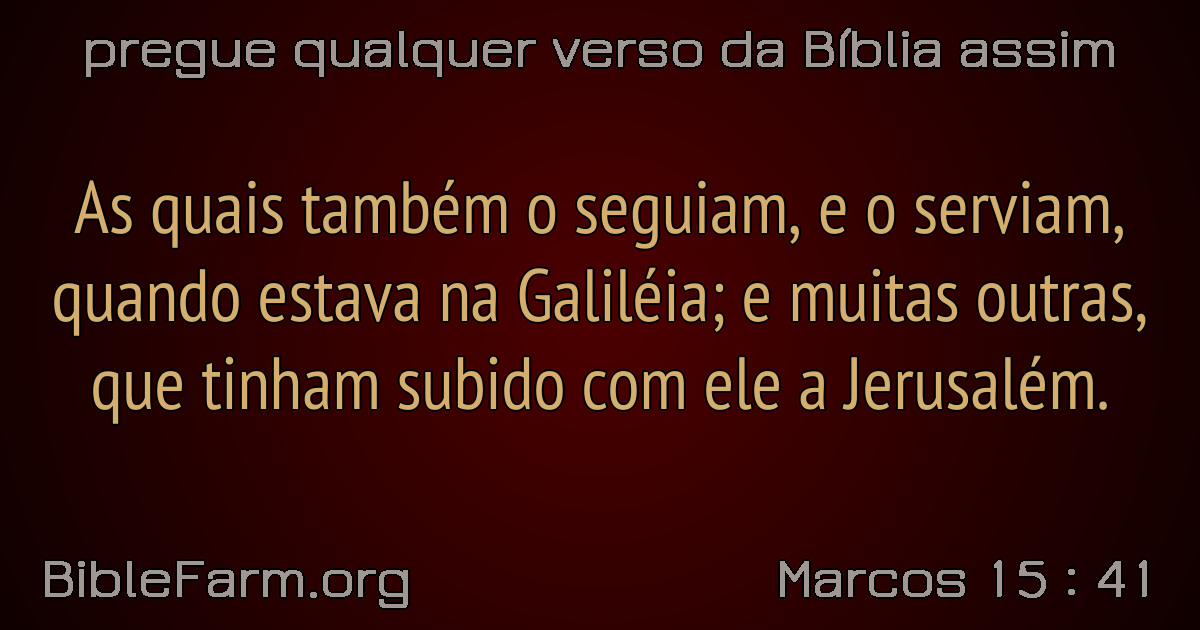 pregue qualquer verso da Bíblia assim
As quais também o seguiam, e o serviam,
quando estava na Galiléia; e muitas outras,
que tinham subido com ele a Jerusalém.
BibleFarm.org
Marcos 15 : 41